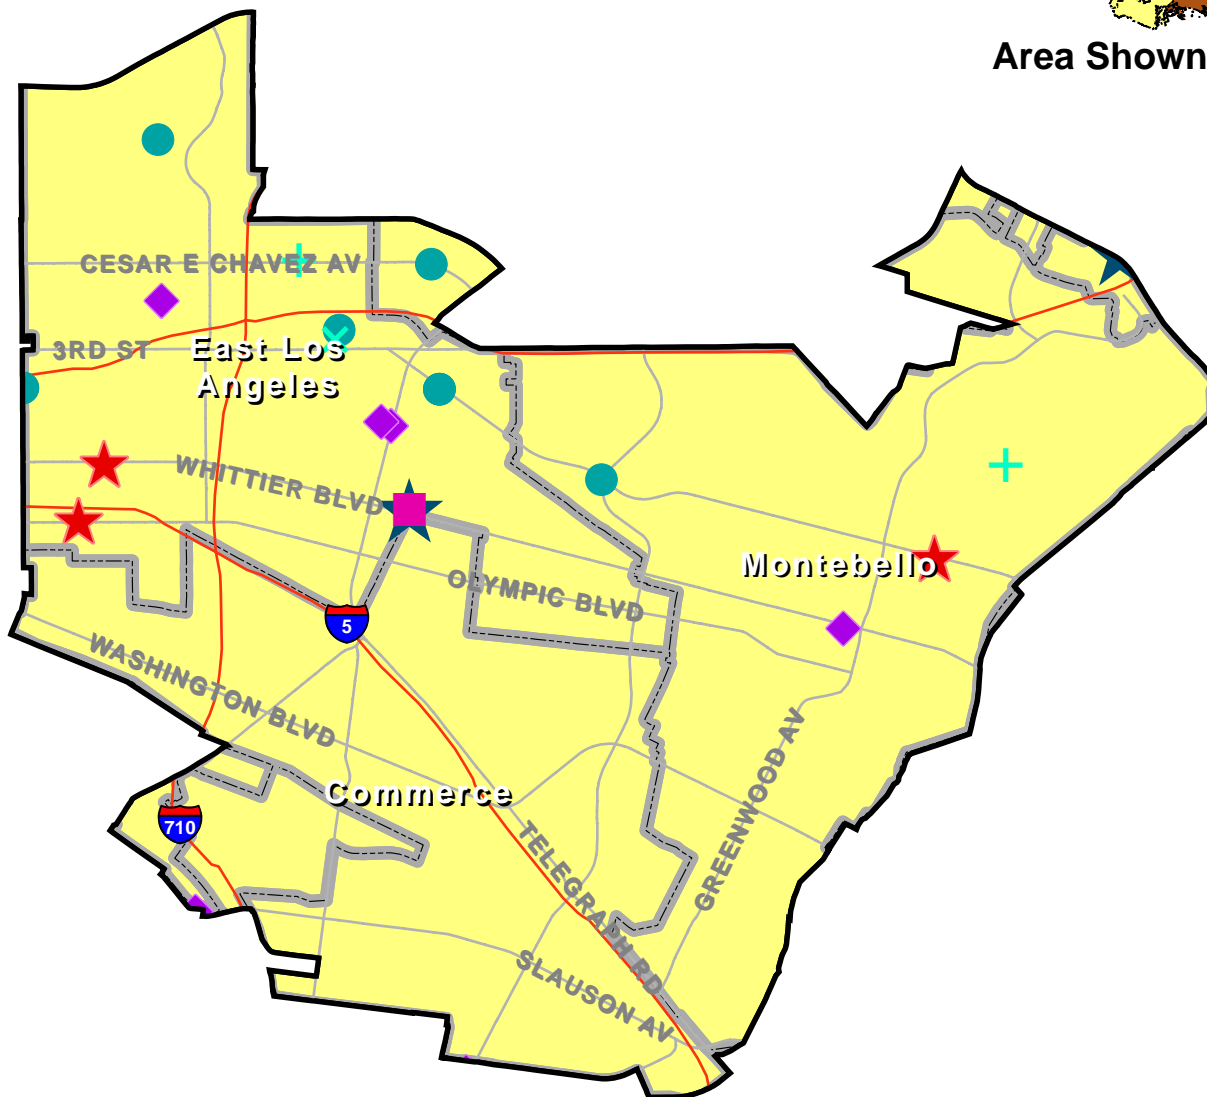 Area Shown
CESAR E CHAVEZ AV
3RD ST
East Los
Angeles
WHITTIER BLVD
Montebello
OLYMPIC BLVD
5
WASHINGTON BLVD
GREENWOOD AV
Commerce
710
TELEGRAPH RD
SLAUSON AV